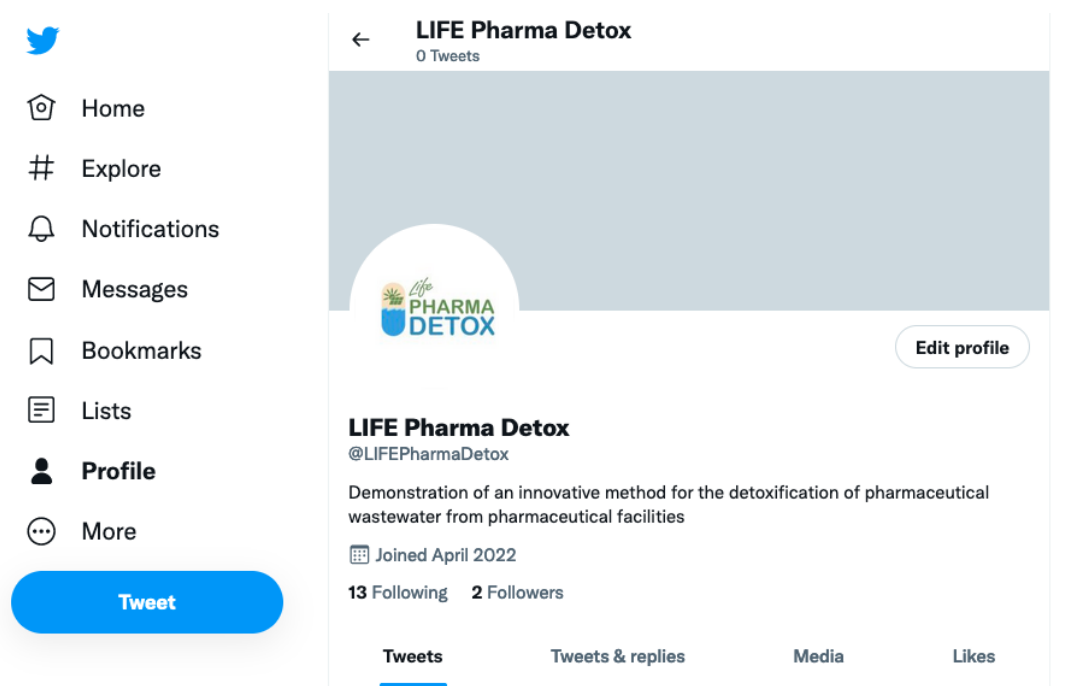 Home
Explore
Notifications
Messages
Bookmarks
Lists
Profile
More
Tweet
LIFE Pharma Detox
0 Tweets
Life
PHARMA
DETOX
Edit profile
LIFE Pharma Detox
@LIFEPharmaDetox
Demonstration of an innovative method for the detoxification of pharmaceutical
wastewater from pharmaceutical facilities
Joined April 2022
13 Following 2 Followers
Tweets Tweets & replies Media Likes